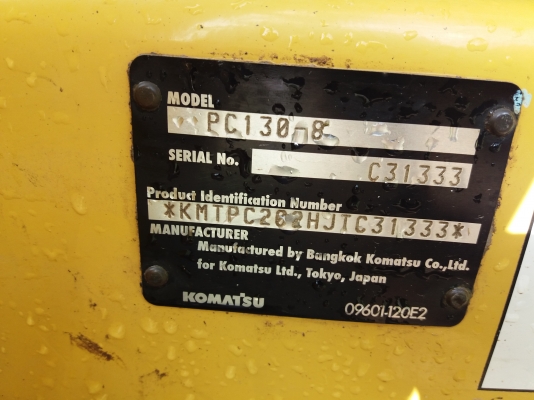 MODEL
PC130-8
SERIAL No.
C31333
Product Identification Number
*KMTPC202HJTC31333*
MANUFACTURER
Manufactured by Bangkok Komatsu Co.,Ltd.
for Komatsu Ltd., Tokyo, Japan
KOMATSU
09601-120E2